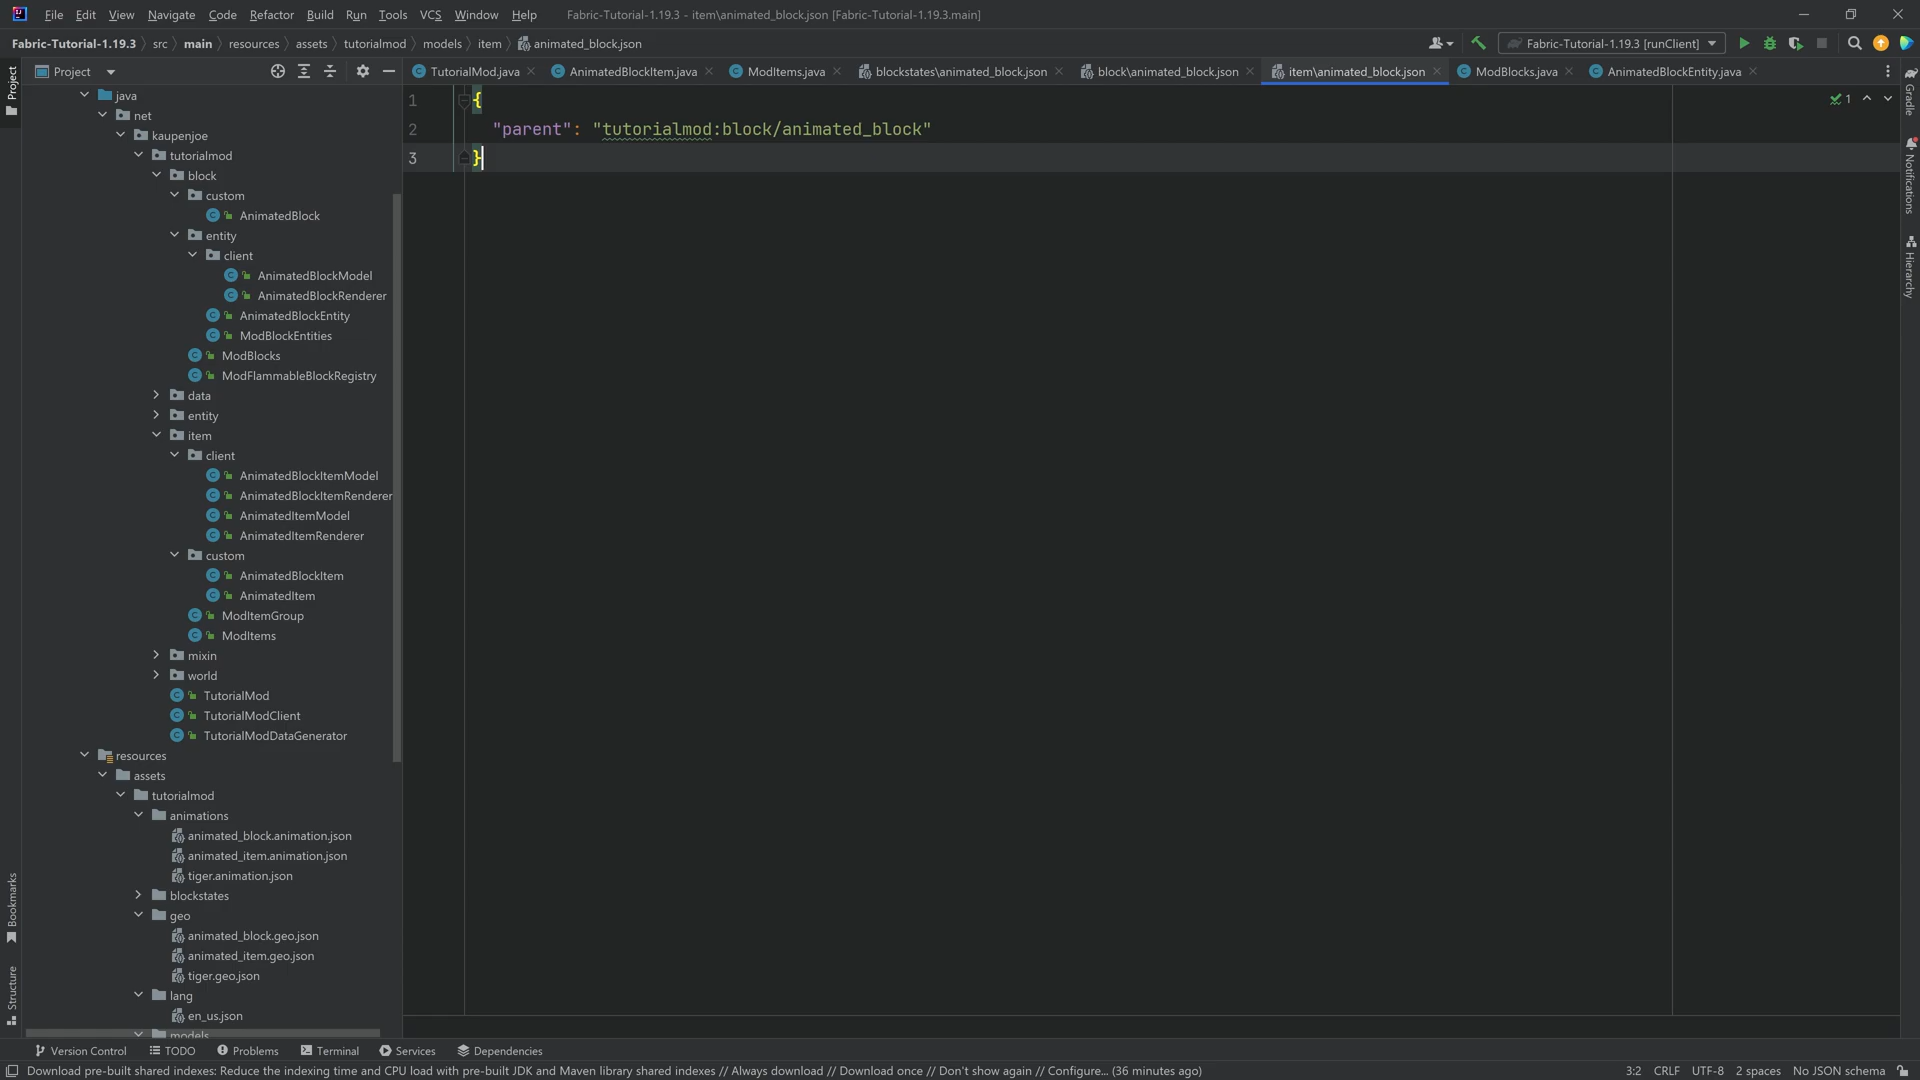 File Edit View Navigate Code Refactor Build Run Tools VCS Window Help Fabric-Tutorial-1.19.3 - item\animated_block.json [Fabric-Tutorial-1.19.3.main]
Fabric-Tutorial-1.19.3 src main resources assets tutorialmod models item animated_block.json Fabric-Tutorial-1.19.3 [runClient]
Project
TutorialMod.java AnimatedBlockItem.java ModItems.java blockstates\animated_block.json block\animated_block.json item\animated_block.json ModBlocks.java AnimatedBlockEntity.java
Project
Bookmarks
Structure
java
net
kaupenjoe
tutorialmod
block
custom
AnimatedBlock
entity
client
AnimatedBlockModel
AnimatedBlockRenderer
AnimatedBlockEntity
ModBlockEntities
ModBlocks
ModFlammableBlockRegistry
data
entity
item
client
AnimatedBlockItemModel
AnimatedBlockItemRenderer
AnimatedItemModel
AnimatedItemRenderer
custom
AnimatedBlockItem
AnimatedItem
ModItemGroup
ModItems
mixin
world
TutorialMod
TutorialModClient
TutorialModDataGenerator
resources
assets
tutorialmod
animations
animated_block.animation.json
animated_item.animation.json
tiger.animation.json
blockstates
geo
animated_block.geo.json
animated_item.geo.json
tiger.geo.json
lang
en_us.json
models
1 {
2 "parent": "tutorialmod:block/animated_block"
3 }
1
Gradle
Notifications
Hierarchy
Version Control TODO Problems Terminal Services Dependencies
Download pre-built shared indexes: Reduce the indexing time and CPU load with pre-built JDK and Maven library shared indexes // Always download // Download once // Don't show again // Configure... (36 minutes ago) 3:2 CRLF UTF-8 2 spaces No JSON schema